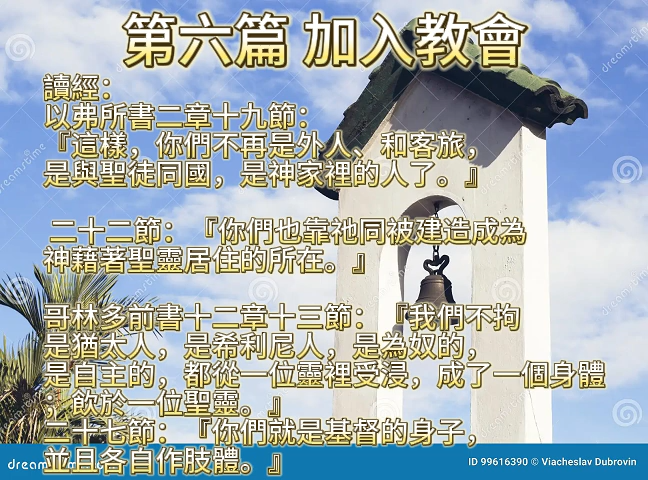 第六篇 加入教會
讀經：
以弗所書二章十九節：
『這樣，你們不再是外人、和客旅，
是與聖徒同國，是神家裡的人了。』
二十二節：『你們也靠祂同被建造成為
神藉著聖靈居住的所在。』
哥林多前書十二章十三節：『我們不拘
是猶太人，是希利尼人，是為奴的，
是自主的，都從一位靈裡受浸，成了一個身體
；飲於一位聖靈。』
二十七節：『你們就是基督的身子，
並且各自作肢體。』
dreamstime
ID 99616390 © Viacheslav Dubrovin